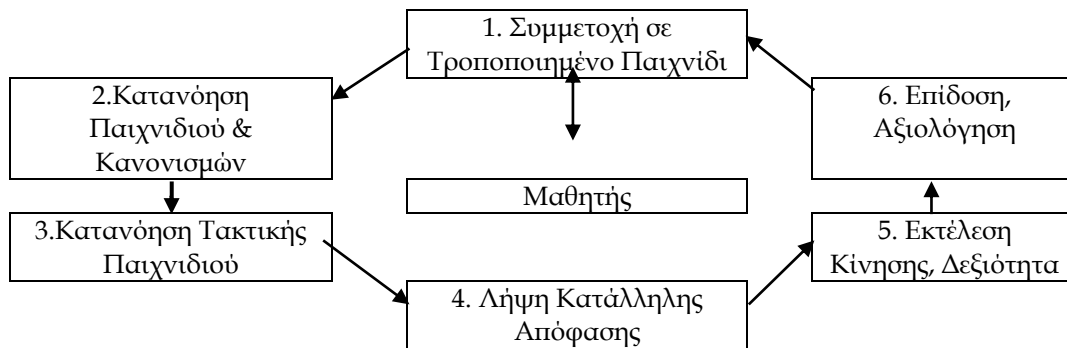 1. Συμμετοχή σε
Τροποποιημένο Παιχνίδι
2.Κατανόηση
Παιχνιδιού &
Κανονισμών
3.Κατανόηση Τακτικής
Παιχνιδιού
4. Λήψη Κατάλληλης
Απόφασης
5. Εκτέλεση
Κίνησης, Δεξιότητα
6. Επίδοση,
Αξιολόγηση
Μαθητής